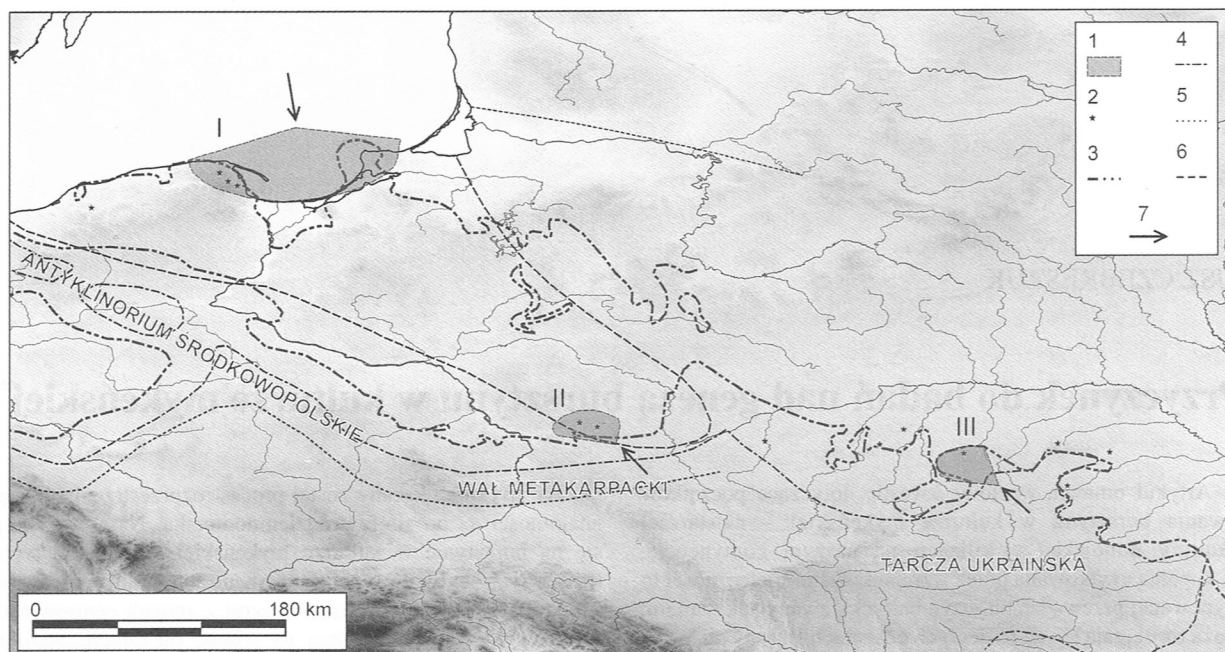 I
II
III
ANTYKLINORIUM ŚRODKOWOPOLSKIE
WAŁ METAKARPACKI
TARCZA UKRAIŃSKA
1 4
2 5
3 6
7
0 180 km